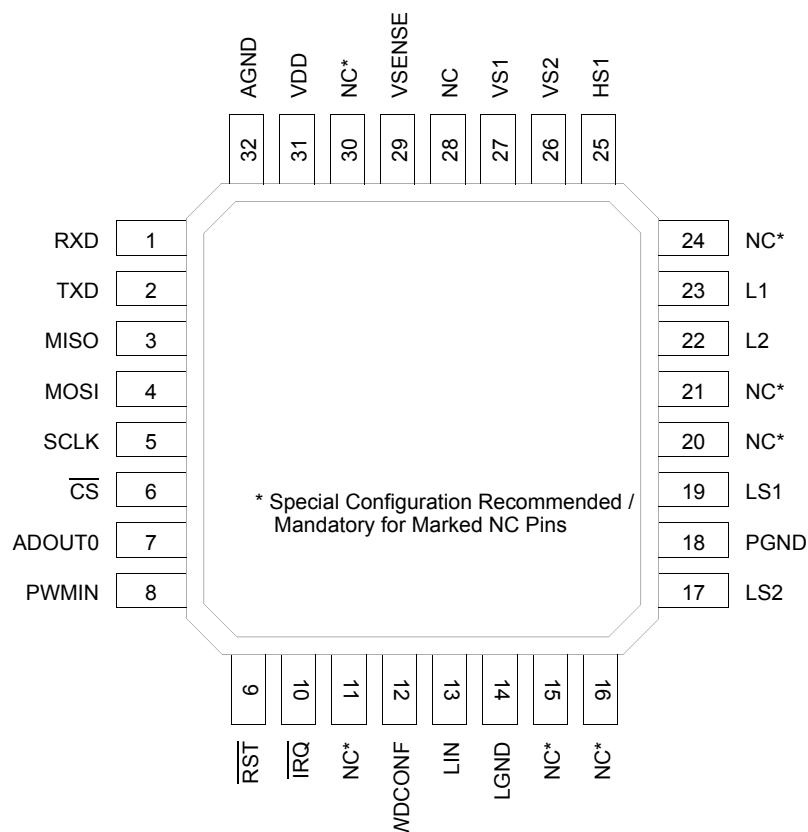 AGND
VDD
NC*
VSENSE
NC
VS1
VS2
HS1
32
31
30
29
28
27
26
25
RXD 1
TXD 2
MISO 3
MOSI 4
SCLK 5
CS 6
ADOUT0 7
PWMIN 8
24 NC*
23 L1
22 L2
21 NC*
20 NC*
19 LS1
18 PGND
17 LS2
* Special Configuration Recommended /
Mandatory for Marked NC Pins
9
10
11
12
13
14
15
16
RST
IRQ
NC*
WDCONF
LIN
LGND
NC*
NC*